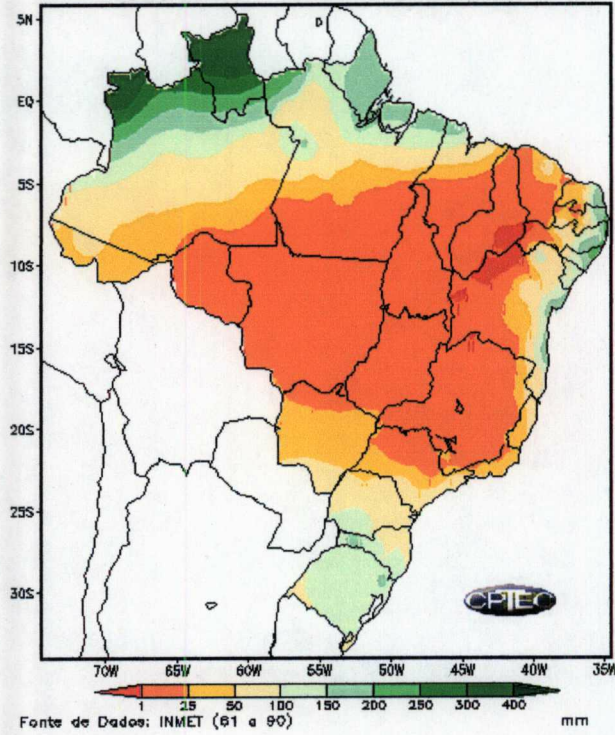 5N
EQ
5S
10S
15S
20S
25S
30S
CPTEC
70W 65W 60W 55W 50W 45W 40W 35W
1 25 50 100 150 200 250 300 400
Fonte de Dados: INMET (61 a 90) mm